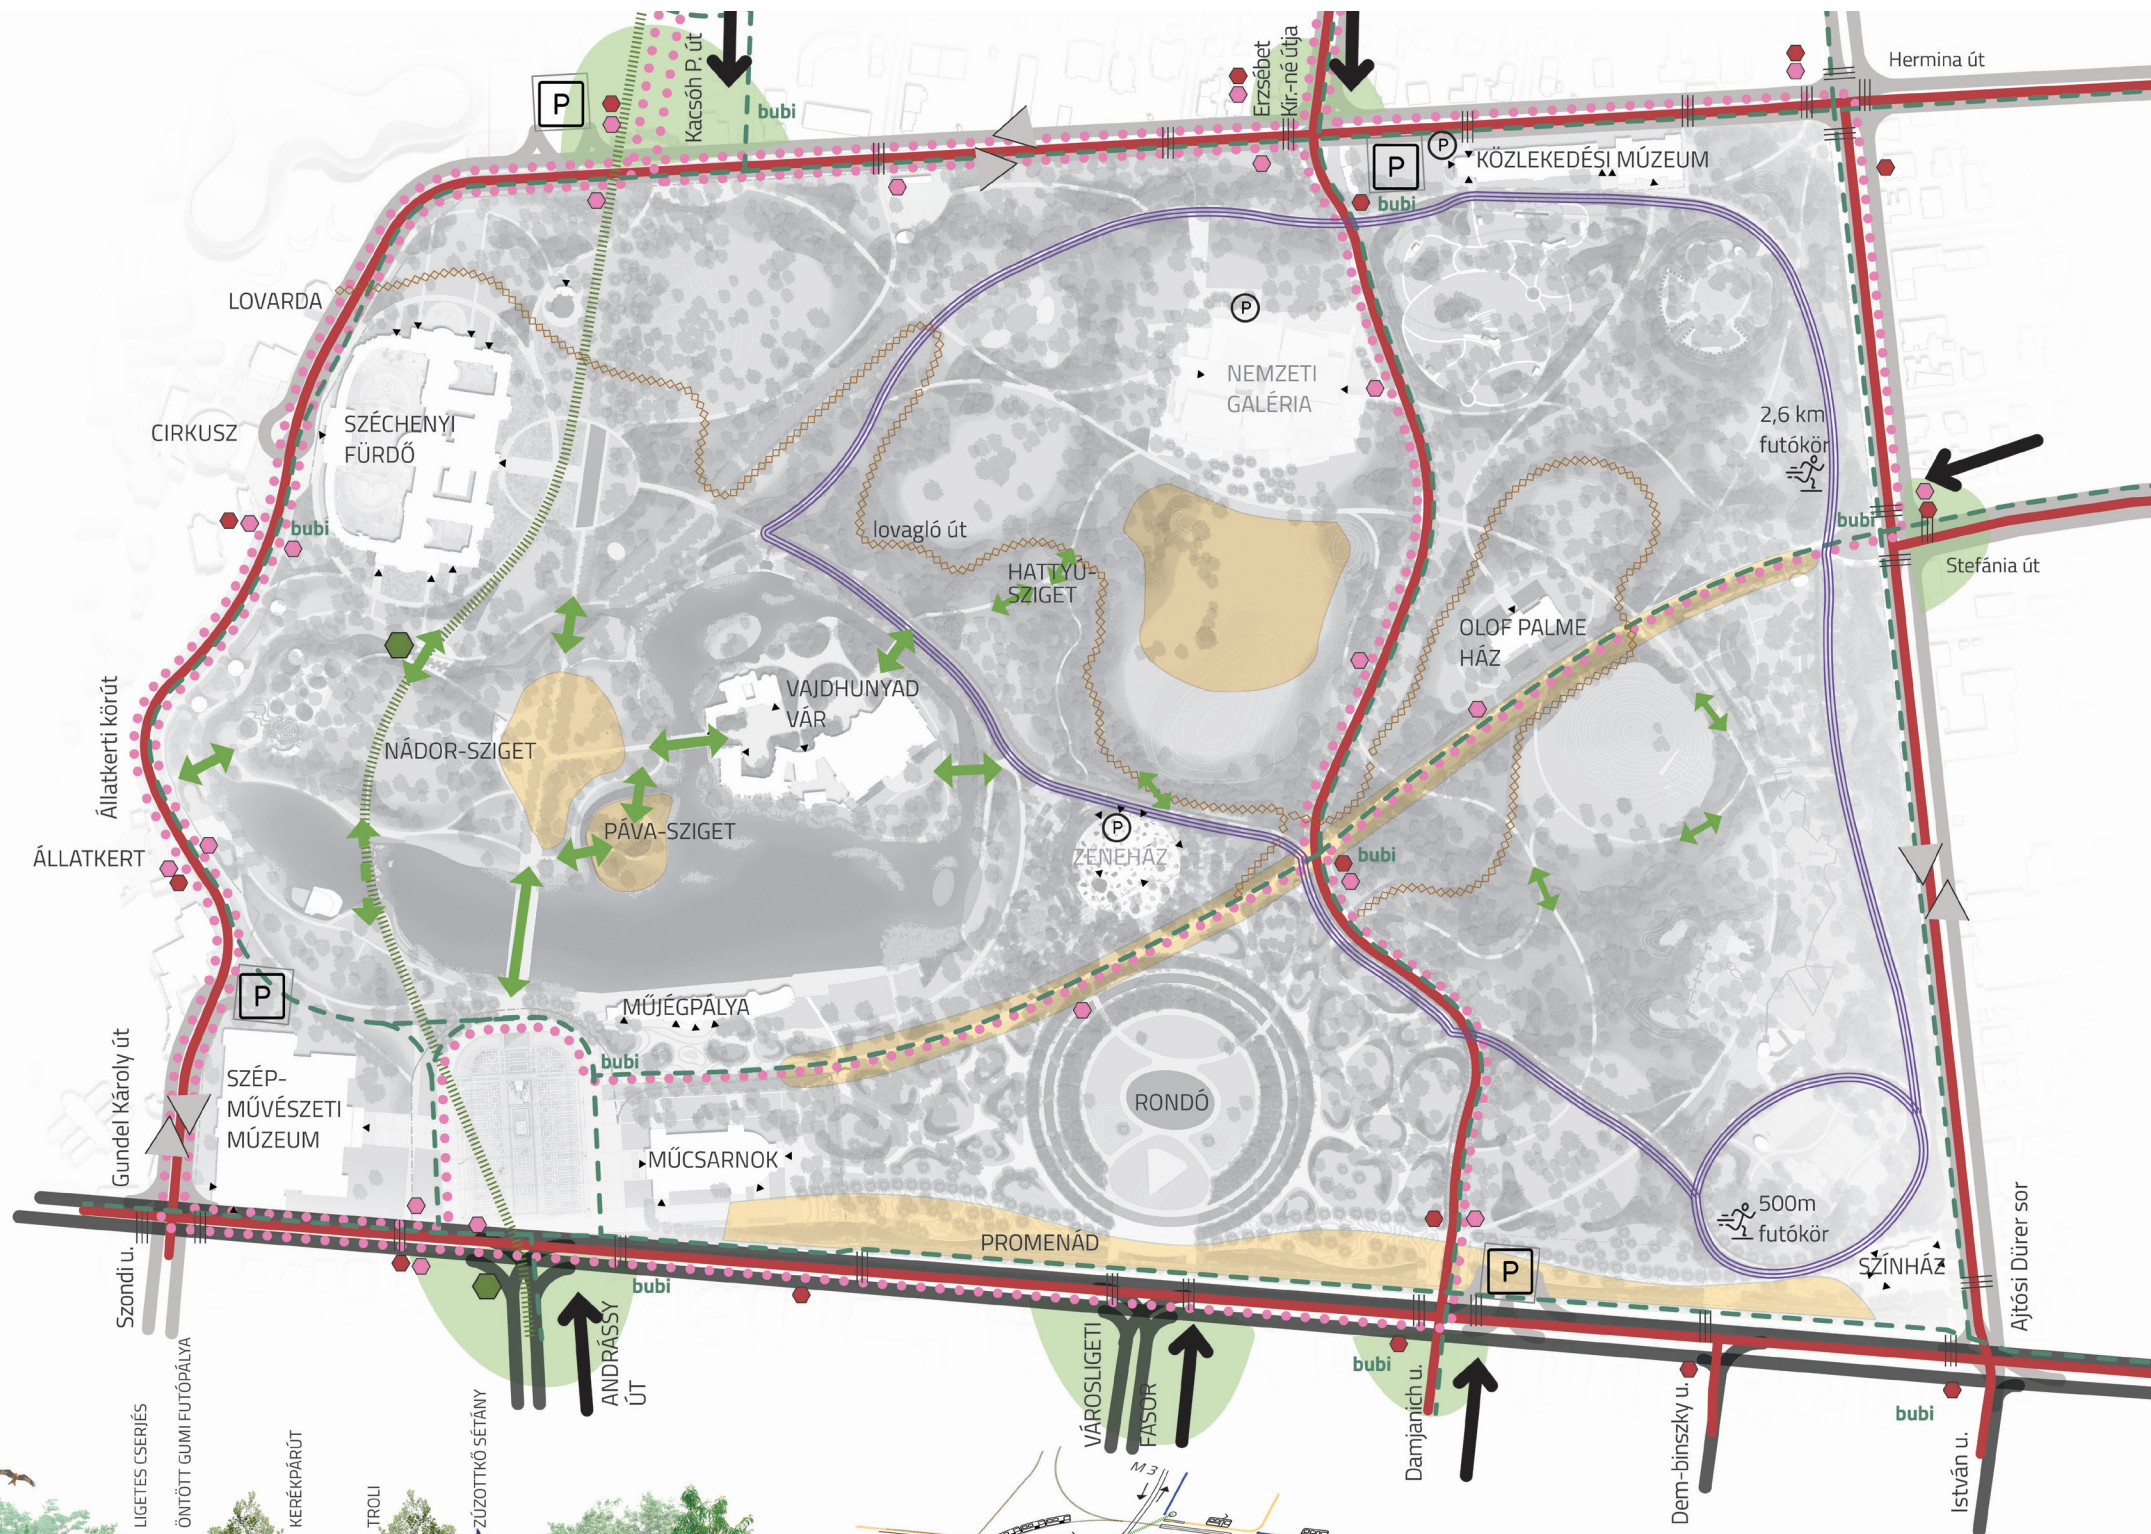 Kacsóh P. út
bubi
P
Erzsébet
Kir.-né útja
Hermina út
P
P
KÖZLEKEDÉSI MÚZEUM
bubi
LOVARDA
P
NEMZETI
GALÉRIA
CIRKUSZ
SZÉCHENYI
FÜRDŐ
2,6 km
futókör
bubi
bubi
lovagló út
Stefánia út
HATTYÚ-
SZIGET
OLOF PALME
HÁZ
Állatkerti körút
VAJDHUNYAD
VÁR
NÁDOR-SZIGET
PÁVA-SZIGET
P
ZENEHÁZ
bubi
ÁLLATKERT
P
MŰJÉGPÁLYA
bubi
Gundel Károly út
SZÉP-
MŰVÉSZETI
MÚZEUM
RONDÓ
MŰCSARNOK
500m
futókör
PROMENÁD
SZÍNHÁZ
P
Ajtósi Dürer sor
Szondi u.
bubi
ANDRÁSSY
ÚT
VÁROSLIGETI
FASOR
bubi
Damjanich u.
Dem-binszky u.
bubi
István u.
LIGETES CSERJÉS
ÖNTÖTT GUMI FUTÓPÁLYA
KERÉKPÁRÚT
TROLI
ZÚZOTTKŐ SÉTÁNY
M 3